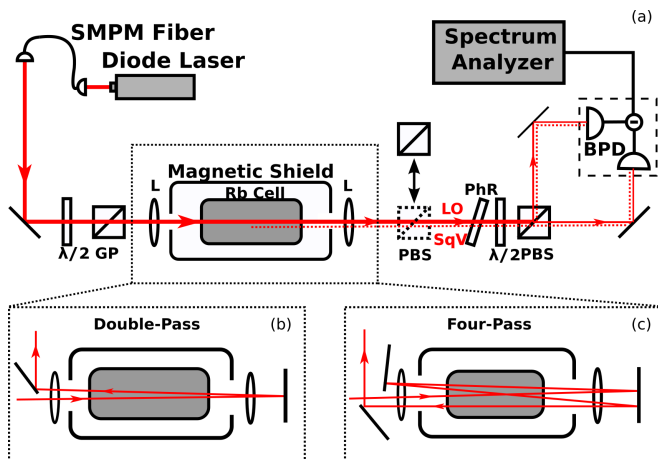 (a)
SMPM Fiber
Diode Laser
Spectrum
Analyzer
BPD
Magnetic Shield
Rb Cell
L
L
λ/2 GP
PBS
LO
SqV
PhR
λ/2 PBS
Double-Pass
(b)
Four-Pass
(c)